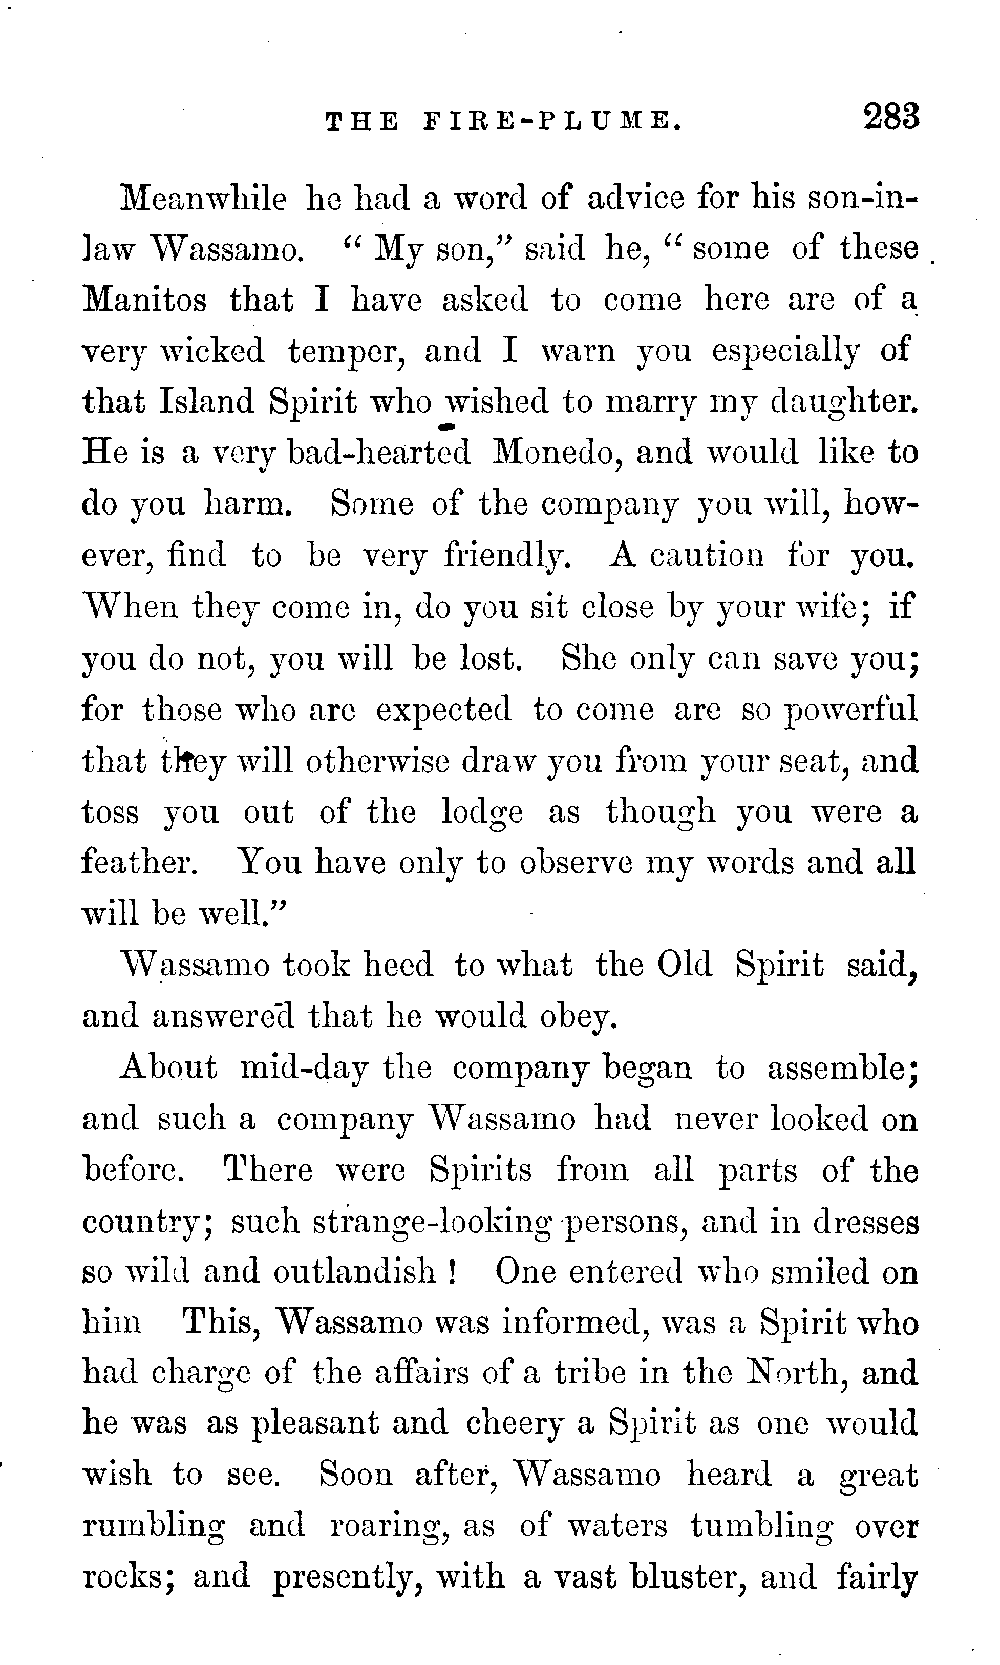 THE FIRE-PLUME. 283
Meanwhile he had a word of advice for his son-in-
law Wassamo. “ My son,” said he, “ some of these
Manitos that I have asked to come here are of a
very wicked temper, and I warn you especially of
that Island Spirit who wished to marry my daughter.
He is a very bad-hearted Monedo, and would like to
do you harm. Some of the company you will, how-
ever, find to be very friendly. A caution for you.
When they come in, do you sit close by your wife; if
you do not, you will be lost. She only can save you;
for those who are expected to come are so powerful
that they will otherwise draw you from your seat, and
toss you out of the lodge as though you were a
feather. You have only to observe my words and all
will be well.”
Wassamo took heed to what the Old Spirit said,
and answered that he would obey.
About mid-day the company began to assemble;
and such a company Wassamo had never looked on
before. There were Spirits from all parts of the
country; such strange-looking persons, and in dresses
so wild and outlandish ! One entered who smiled on
him This, Wassamo was informed, was a Spirit who
had charge of the affairs of a tribe in the North, and
he was as pleasant and cheery a Spirit as one would
wish to see. Soon after, Wassamo heard a great
rumbling and roaring, as of waters tumbling over
rocks; and presently, with a vast bluster, and fairly